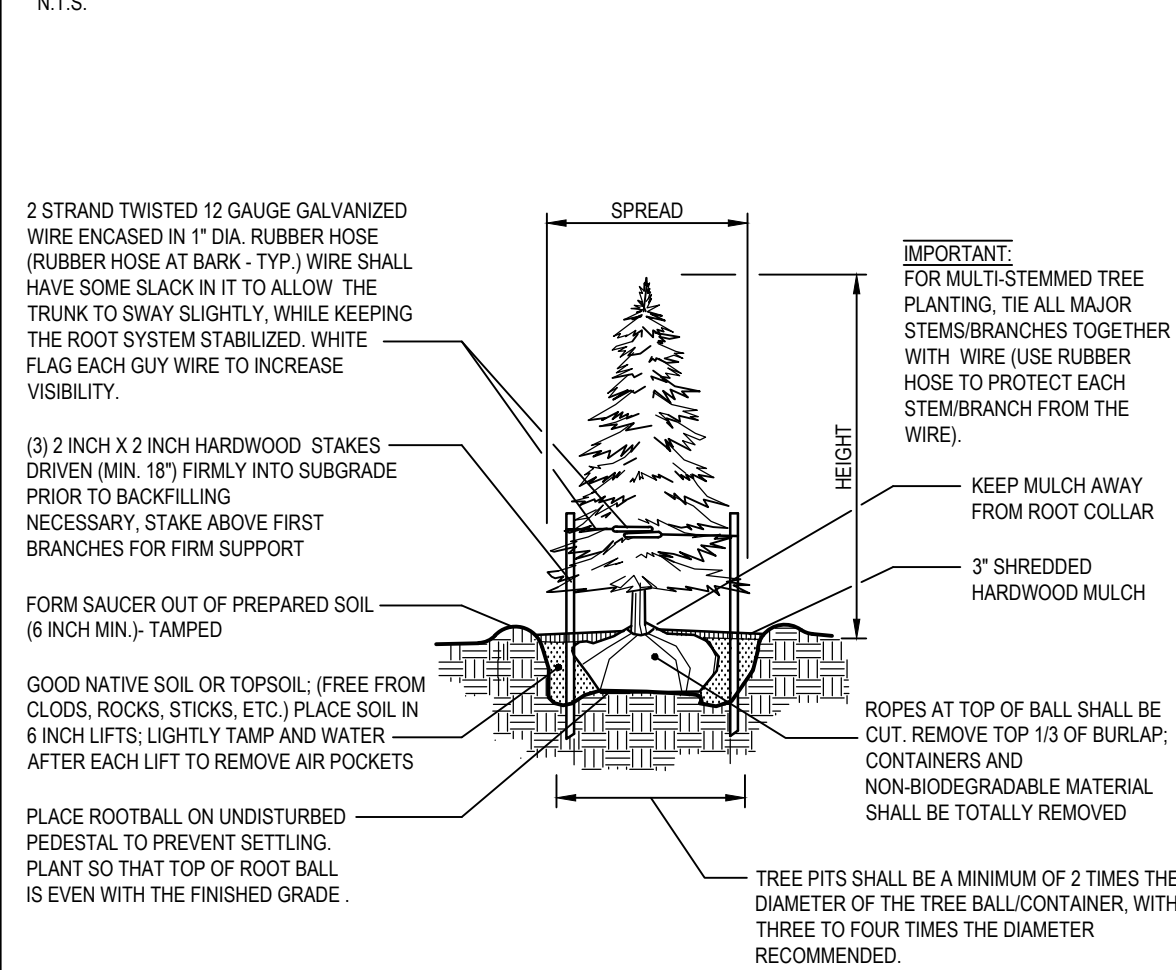 N.T.S.
2 STRAND TWISTED 12 GAUGE GALVANIZED
WIRE ENCASED IN 1" DIA. RUBBER HOSE
(RUBBER HOSE AT BARK - TYP.) WIRE SHALL
HAVE SOME SLACK IN IT TO ALLOW THE
TRUNK TO SWAY SLIGHTLY, WHILE KEEPING
THE ROOT SYSTEM STABILIZED. WHITE
FLAG EACH GUY WIRE TO INCREASE
VISIBILITY.
(3) 2 INCH X 2 INCH HARDWOOD STAKES
DRIVEN (MIN. 18") FIRMLY INTO SUBGRADE
PRIOR TO BACKFILLING
NECESSARY, STAKE ABOVE FIRST
BRANCHES FOR FIRM SUPPORT
FORM SAUCER OUT OF PREPARED SOIL
(6 INCH MIN.)- TAMPED
GOOD NATIVE SOIL OR TOPSOIL; (FREE FROM
CLODS, ROCKS, STICKS, ETC.) PLACE SOIL IN
6 INCH LIFTS; LIGHTLY TAMP AND WATER
AFTER EACH LIFT TO REMOVE AIR POCKETS
PLACE ROOTBALL ON UNDISTURBED
PEDESTAL TO PREVENT SETTLING.
PLANT SO THAT TOP OF ROOT BALL
IS EVEN WITH THE FINISHED GRADE .
SPREAD
HEIGHT
IMPORTANT:
FOR MULTI-STEMMED TREE
PLANTING, TIE ALL MAJOR
STEMS/BRANCHES TOGETHER
WITH WIRE (USE RUBBER
HOSE TO PROTECT EACH
STEM/BRANCH FROM THE
WIRE).
KEEP MULCH AWAY
FROM ROOT COLLAR
3" SHREDDED
HARDWOOD MULCH
ROPES AT TOP OF BALL SHALL BE
CUT. REMOVE TOP 1/3 OF BURLAP;
CONTAINERS AND
NON-BIODEGRADABLE MATERIAL
SHALL BE TOTALLY REMOVED
TREE PITS SHALL BE A MINIMUM OF 2 TIMES THE
DIAMETER OF THE TREE BALL/CONTAINER, WITH
THREE TO FOUR TIMES THE DIAMETER
RECOMMENDED.